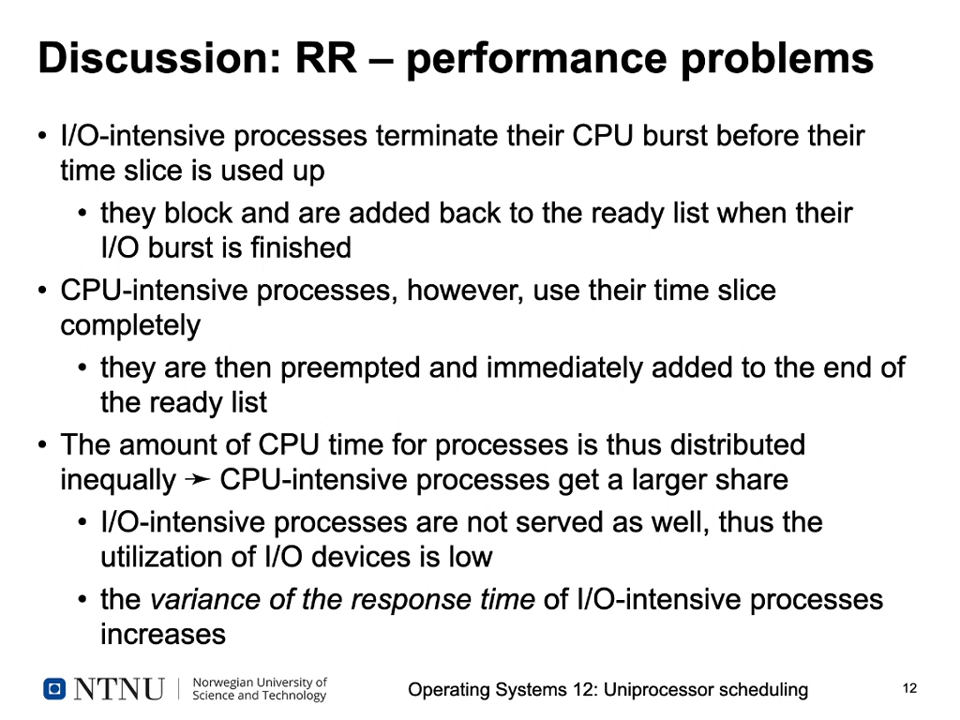 Discussion: RR – performance problems
• I/O-intensive processes terminate their CPU burst before their
time slice is used up
• they block and are added back to the ready list when their
I/O burst is finished
• CPU-intensive processes, however, use their time slice
completely
• they are then preempted and immediately added to the end of
the ready list
• The amount of CPU time for processes is thus distributed
inequally ➛ CPU-intensive processes get a larger share
• I/O-intensive processes are not served as well, thus the
utilization of I/O devices is low
• the variance of the response time of I/O-intensive processes
increases
NTNU
Norwegian University of
Science and Technology
Operating Systems 12: Uniprocessor scheduling
12